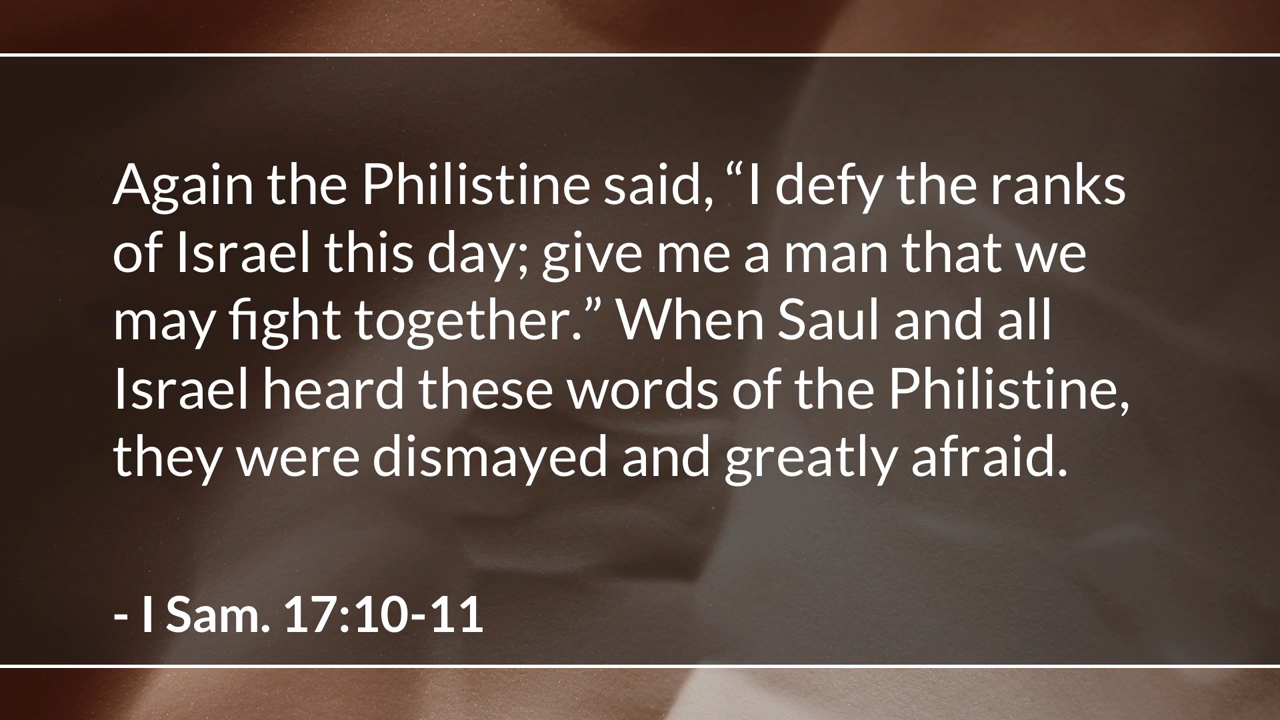 Again the Philistine said, “I defy the ranks
of Israel this day; give me a man that we
may fight together.” When Saul and all
Israel heard these words of the Philistine,
they were dismayed and greatly afraid.
- I Sam. 17:10-11